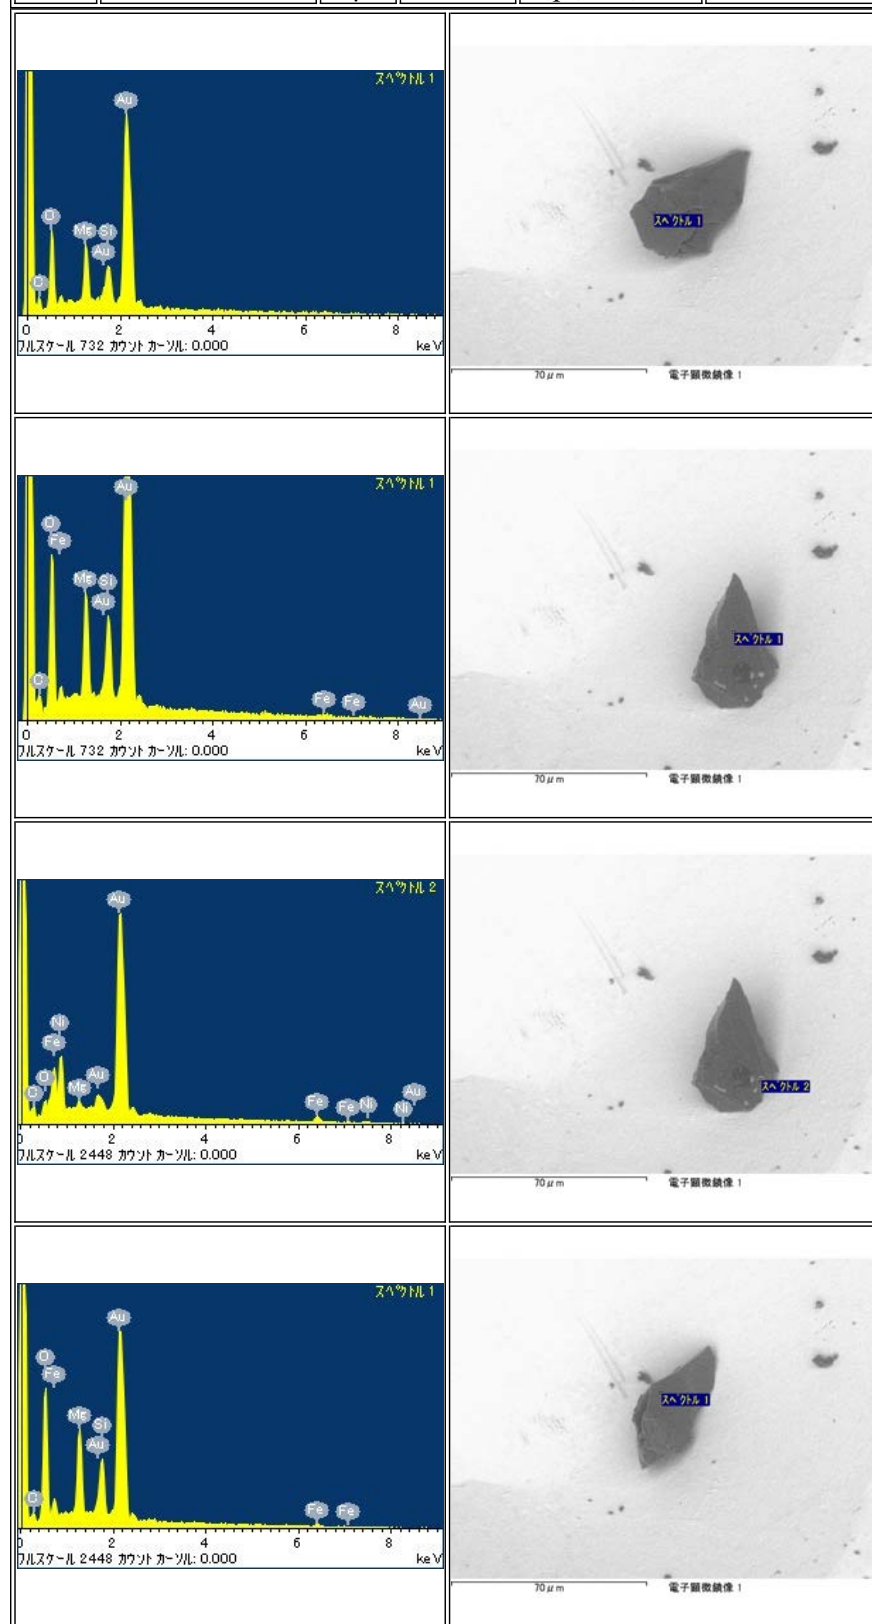 スペクトル 1
Au
O
Mg Si
Au
C
0 2 4 6 8
フルスケール 732 カウント カーソル: 0.000 keV
スペクトル 1
70μm 電子顕微鏡像 1
スペクトル 1
Au
O
Fe
Mg Si
Au
C
Fe Fe Au
0 2 4 6 8
フルスケール 732 カウント カーソル: 0.000 keV
スペクトル 1
70μm 電子顕微鏡像 1
スペクトル 2
Au
Ni
Fe
O Mg Au
C
Fe Fe Ni Ni Au
0 2 4 6 8
フルスケール 2448 カウント カーソル: 0.000 keV
スペクトル 2
70μm 電子顕微鏡像 1
スペクトル 1
Au
O
Fe
Mg Si
Au
C
Fe Fe
0 2 4 6 8
フルスケール 2448 カウント カーソル: 0.000 keV
スペクトル 1
70μm 電子顕微鏡像 1